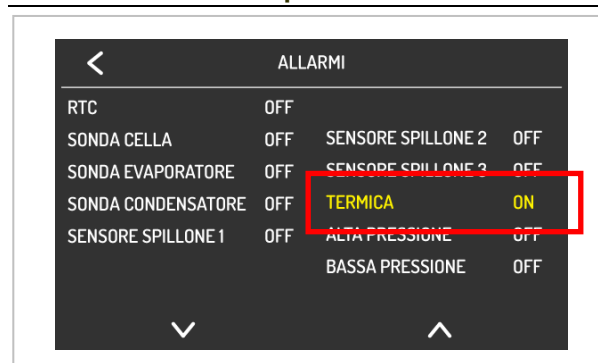 ALLARMI
RTC OFF
SONDA CELLA OFF SENSORE SPILLONE 2 OFF
SONDA EVAPORATORE OFF SENSORE SPILLONE 3 OFF
SONDA CONDENSATORE OFF TERMICA ON
SENSORE SPILLONE 1 OFF ALTA PRESSIONE OFF
BASSA PRESSIONE OFF